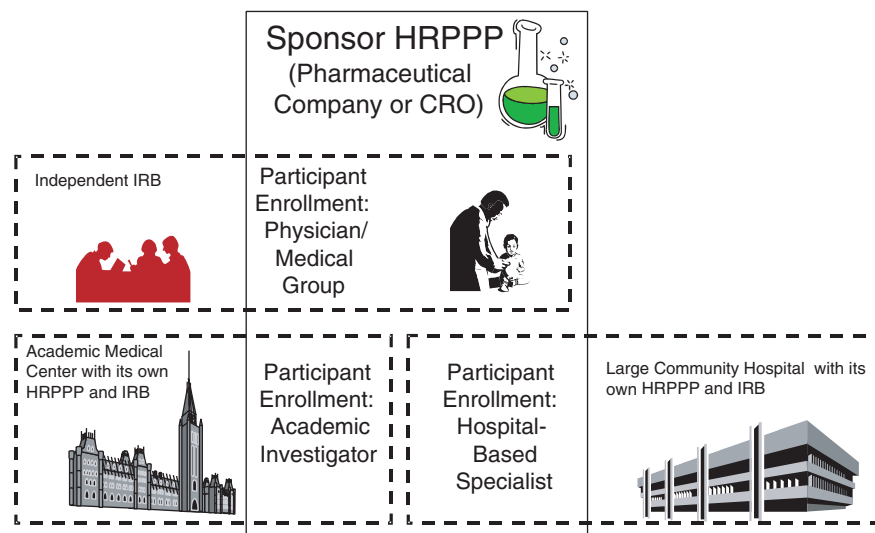 Sponsor HRPPP
(Pharmaceutical
Company or CRO)
Independent IRB
Participant
Enrollment:
Physician/
Medical
Group
Academic Medical
Center with its own
HRPPP and IRB
Participant
Enrollment:
Academic
Investigator
Participant
Enrollment:
Hospital-
Based
Specialist
Large Community Hospital with its
own HRPPP and IRB